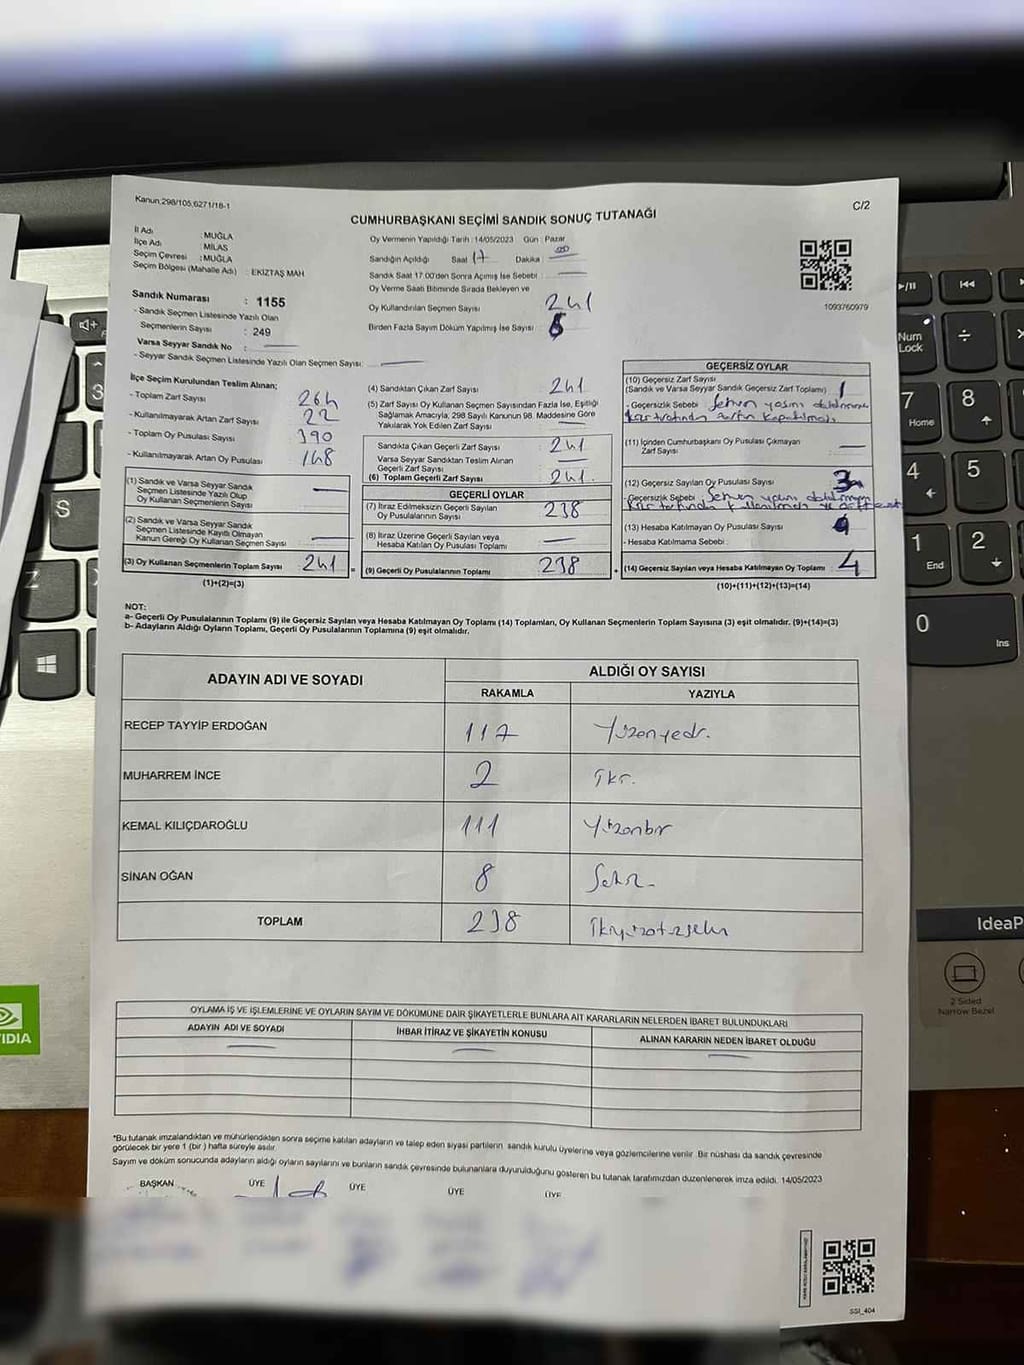 Kanun:298/105,6271/18-1
C/2
CUMHURBAŞKANI SEÇİMİ SANDIK SONUÇ TUTANAĞI
İl Adı : MUĞLA
İlçe Adı : MİLAS
Seçim Çevresi : MUĞLA
Seçim Bölgesi (Mahalle Adı) : EKİZTAŞ MAH
Oy Vermenin Yapıldığı Tarih : 14/05/2023 Gün : Pazar
Sandığın Açıldığı Saat 17 Dakika : 00
Sandık Saat 17:00'den Sonra Açımış İse Sebebi :
Oy Verme Saati Bitiminde Sırada Bekleyen ve
Oy Kullandırılan Seçmen Sayısı 241
Birden Fazla Sayım Döküm Yapılmış İse Sayısı :
1093760979
Sandık Numarası : 1155
- Sandık Seçmen Listesinde Yazılı Olan
Seçmenlerin Sayısı : 249
Varsa Seyyar Sandık No :
- Seyyar Sandık Seçmen Listesinde Yazılı Olan Seçmen Sayısı:
İlçe Seçim Kurulundan Teslim Alınan;
- Toplam Zarf Sayısı 264
- Kullanılmayarak Artan Zarf Sayısı 22
- Toplam Oy Pusulası Sayısı 390
- Kullanılmayarak Artan Oy Pusulası 148
(1) Sandık ve Varsa Seyyar Sandık
Seçmen Listesinde Yazılı Olup
Oy Kullanan Seçmenlerin Sayısı :
(2) Sandık ve Varsa Seyyar Sandık
Seçmen Listesinde Kayıtlı Olmayan
Kanun Gereği Oy Kullanan Seçmen Sayısı :
(3) Oy Kullanan Seçmenlerin Toplam Sayısı : 241
(1)+(2)=(3)
(4) Sandıktan Çıkan Zarf Sayısı 241
(5) Zarf Sayısı Oy Kullanan Seçmen Sayısından Fazla İse, Eşitliği
Sağlamak Amacıyla, 298 Sayılı Kanunun 98. Maddesine Göre
Yakılarak Yok Edilen Zarf Sayısı
Sandıkta Çıkan Geçerli Zarf Sayısı 241
Varsa Seyyar Sandıktan Teslim Alınan
Geçerli Zarf Sayısı
(6) Toplam Geçerli Zarf Sayısı 241.
GEÇERLİ OYLAR
(7) İtiraz Edilmeksizin Geçerli Sayılan
Oy Pusulalarının Sayısı 238
(8) İtiraz Üzerine Geçerli Sayılan veya
Hesaba Katılan Oy Pusulası Toplamı
(9) Geçerli Oy Pusulalarının Toplamı 238
GEÇERSİZ OYLAR
(10) Geçersiz Zarf Sayısı
(Sandık ve Varsa Seyyar Sandık Geçersiz Zarf Toplamı) 1
- Geçersizlik Sebebi :
(11) İçinden Cumhurbaşkanı Oy Pusulası Çıkmayan
Zarf Sayısı
(12) Geçersiz Sayılan Oy Pusulası Sayısı : 3
- Geçersizlik Sebebi :
(13) Hesaba Katılmayan Oy Pusulası Sayısı :
- Hesaba Katılmama Sebebi :
(14) Geçersiz Sayılan veya Hesaba Katılmayan Oy Toplamı : 4
(10)+(11)+(12)+(13)=(14)
NOT:
a- Geçerli Oy Pusulalarının Toplamı (9) ile Geçersiz Sayılan veya Hesaba Katılmayan Oy Toplamı (14) Toplamları, Oy Kullanan Seçmenlerin Toplam Sayısına (3) eşit olmalıdır. (9)+(14)=(3)
b- Adayların Aldığı Oyların Toplamı, Geçerli Oy Pusulalarının Toplamına (9) eşit olmalıdır.
ADAYIN ADI VE SOYADI ALDIĞI OY SAYISI
RAKAMLA YAZIYLA
RECEP TAYYİP ERDOĞAN 117 Yüzonyedi.
MUHARREM İNCE 2 İki.
KEMAL KILIÇDAROĞLU 111 Yüzonbir
SİNAN OĞAN 8 Sekiz
TOPLAM 238 İkiyüzotuzsekiz
OYLAMA İŞ VE İŞLEMLERİNE VE OYLARIN SAYIM VE DÖKÜMÜNE DAİR ŞİKAYETLERLE BUNLARA AİT KARARLARIN NELERDEN İBARET BULUNDUKLARI
ADAYIN ADI VE SOYADI İHBAR İTİRAZ VE ŞİKAYETİN KONUSU ALINAN KARARIN NEDEN İBARET OLDUĞU
*Bu tutanak imzalandıktan ve mühürlendikten sonra seçime katılan adayların ve talep eden siyasi partilerin sandık kurulu üyelerine veya gözlemcilerine verilir. Bir nüshası da sandık çevresinde
görülecek bir yere 1 (bir) hafta süreyle asılır.
Sayım ve döküm sonucunda adayların aldığı oyların sayılarını ve bunların sandık çevresinde bulunanlara duyurulduğunu gösteren bu tutanak tarafımızdan düzenlenerek imza edildi. 14/05/2023
BAŞKAN ÜYE ÜYE ÜYE ÜYE
SSI_404
Num
Lock
7
Home
8
4
5
1
End
2
0
Ins
S
Z
IdeaP
2 Sided
Narrow Bezel
VIDIA